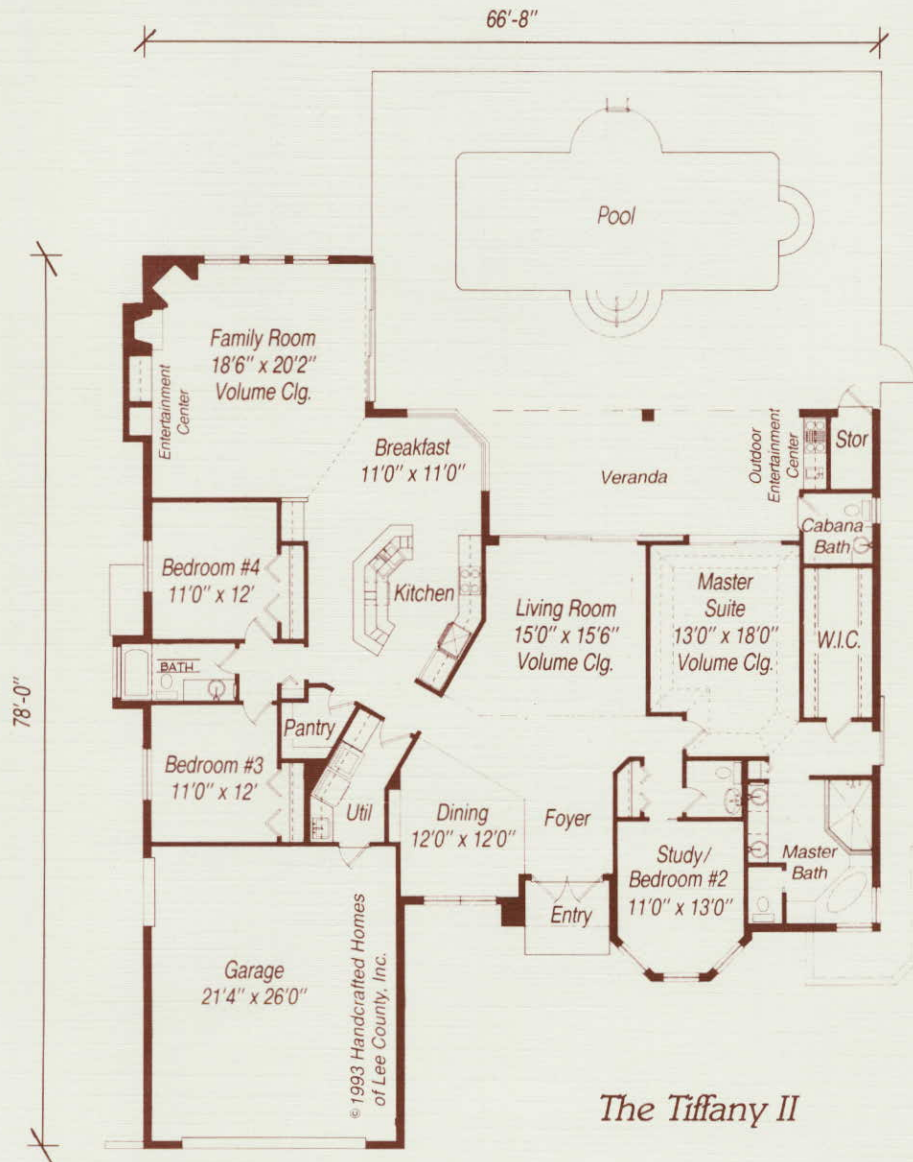 66'-8"
Pool
78'-0"
Family Room
18'6" x 20'2"
Volume Clg.
Entertainment
Center
Breakfast
11'0" x 11'0"
Veranda
Outdoor
Entertainment
Center
Stor
Cabana
Bath
Bedroom #4
11'0" x 12'
Kitchen
Living Room
15'0" x 15'6"
Volume Clg.
Master
Suite
13'0" x 18'0"
Volume Clg.
W.I.C.
BATH
Pantry
Bedroom #3
11'0" x 12'
Util
Dining
12'0" x 12'0"
Foyer
Study/
Bedroom #2
11'0" x 13'0"
Master
Bath
Entry
Garage
21'4" x 26'0"
© 1993 Handcrafted Homes
of Lee County, Inc.
The Tiffany II